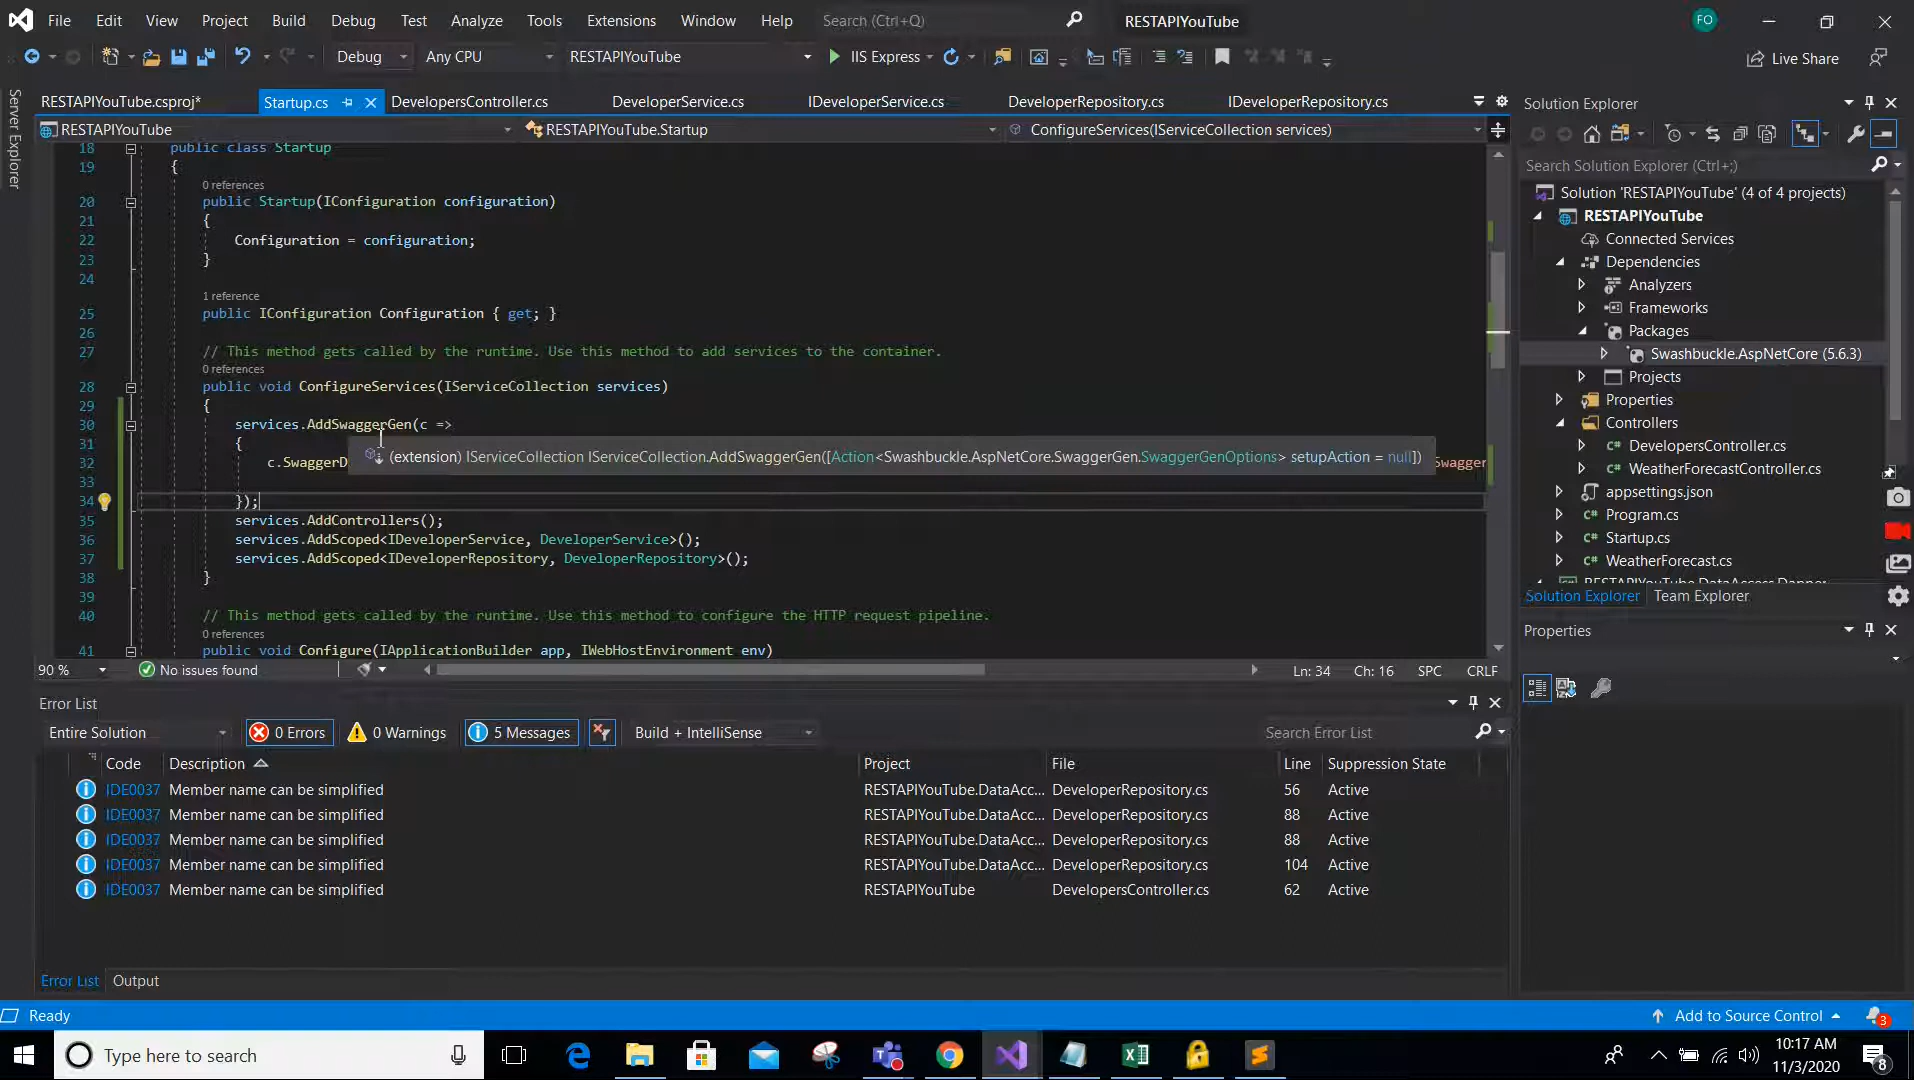 File Edit View Project Build Debug Test Analyze Tools Extensions Window Help Search (Ctrl+Q) RESTAPIYouTube FO
Debug Any CPU RESTAPIYouTube IIS Express Live Share
Server Explorer
RESTAPIYouTube.csproj* Startup.cs DevelopersController.cs DeveloperService.cs IDeveloperService.cs DeveloperRepository.cs IDeveloperRepository.cs
RESTAPIYouTube RESTAPIYouTube.Startup ConfigureServices(IServiceCollection services)
18 public class Startup
19 {
0 references
20 public Startup(IConfiguration configuration)
21 {
22 Configuration = configuration;
23 }
24
1 reference
25 public IConfiguration Configuration { get; }
26
27 // This method gets called by the runtime. Use this method to add services to the container.
0 references
28 public void ConfigureServices(IServiceCollection services)
29 {
30 services.AddSwaggerGen(c =>
31 {
(extension) IServiceCollection IServiceCollection.AddSwaggerGen([Action<Swashbuckle.AspNetCore.SwaggerGen.SwaggerGenOptions> setupAction = null])
32 c.SwaggerD Swagger
33
34 });
35 services.AddControllers();
36 services.AddScoped<IDeveloperService, DeveloperService>();
37 services.AddScoped<IDeveloperRepository, DeveloperRepository>();
38 }
39
40 // This method gets called by the runtime. Use this method to configure the HTTP request pipeline.
0 references
41 public void Configure(IApplicationBuilder app, IWebHostEnvironment env)
90 % No issues found Ln: 34 Ch: 16 SPC CRLF
Solution Explorer
Search Solution Explorer (Ctrl+;)
Solution 'RESTAPIYouTube' (4 of 4 projects)
RESTAPIYouTube
Connected Services
Dependencies
Analyzers
Frameworks
Packages
Swashbuckle.AspNetCore (5.6.3)
Projects
Properties
Controllers
C# DevelopersController.cs
C# WeatherForecastController.cs
appsettings.json
C# Program.cs
C# Startup.cs
C# WeatherForecast.cs
RESTAPIYouTube.DataAccess.Dapper
Solution Explorer Team Explorer
Properties
Error List
Entire Solution 0 Errors 0 Warnings 5 Messages Build + IntelliSense Search Error List
Code Description Project File Line Suppression State
IDE0037 Member name can be simplified RESTAPIYouTube.DataAcc... DeveloperRepository.cs 56 Active
IDE0037 Member name can be simplified RESTAPIYouTube.DataAcc... DeveloperRepository.cs 88 Active
IDE0037 Member name can be simplified RESTAPIYouTube.DataAcc... DeveloperRepository.cs 88 Active
IDE0037 Member name can be simplified RESTAPIYouTube.DataAcc... DeveloperRepository.cs 104 Active
IDE0037 Member name can be simplified RESTAPIYouTube DevelopersController.cs 62 Active
Error List Output
Ready Add to Source Control 3
Type here to search 10:17 AM
11/3/2020 8